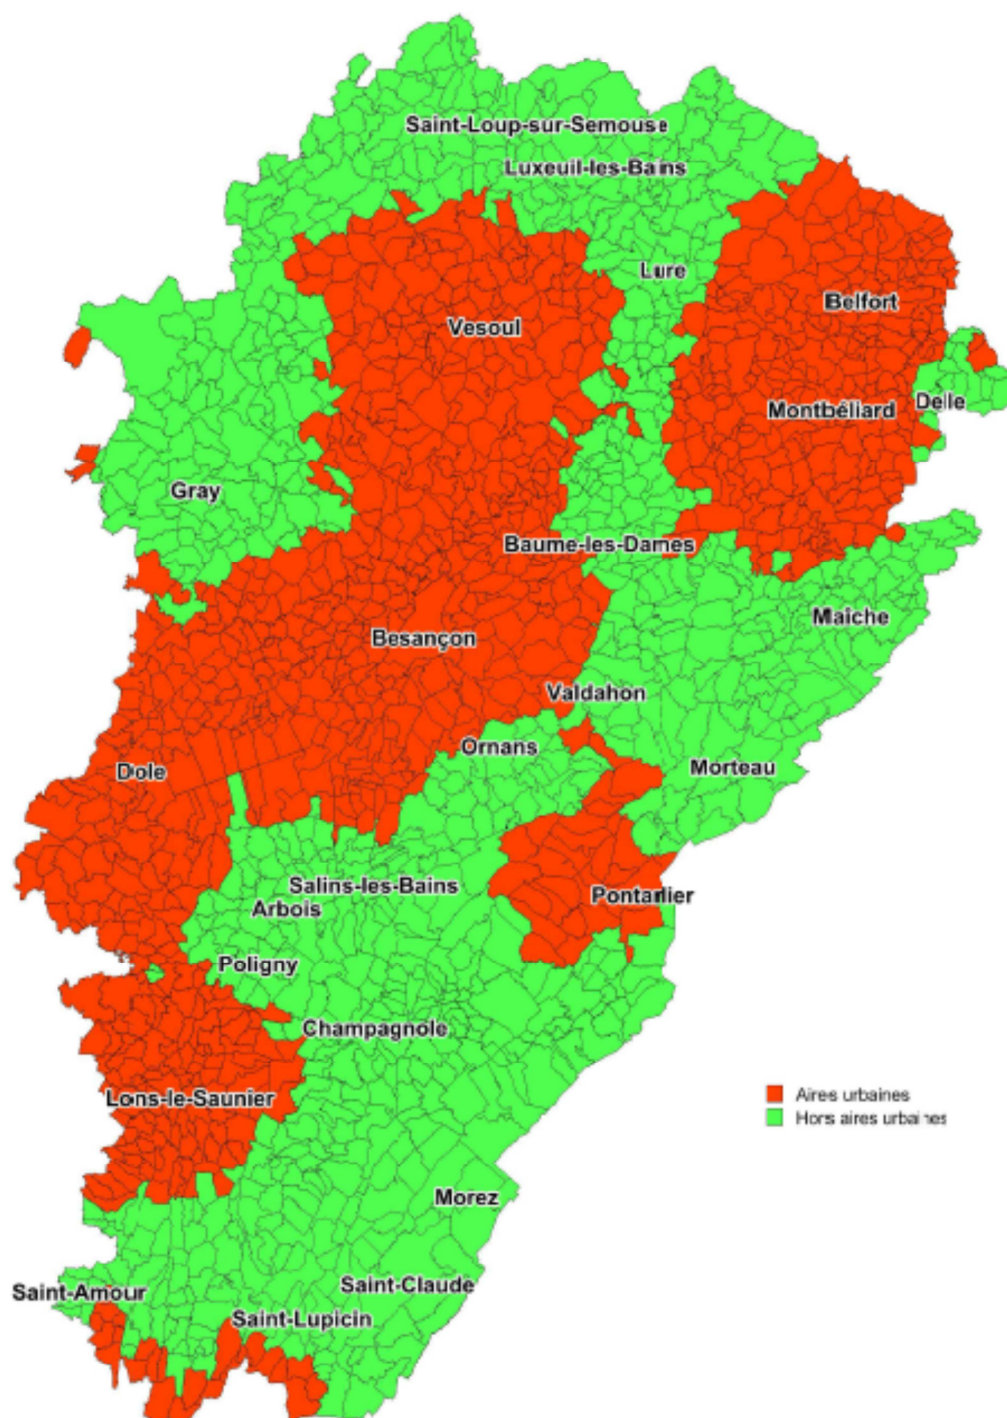 Saint-Loup-sur-Semouse
Luxeuil-les-Bains
Lure
Belfort
Vesoul
Delle
Montbéliard
Gray
Baume-les-Dames
Maîche
Besançon
Valdahon
Ornans
Morteau
Dole
Salins-les-Bains
Pontarlier
Arbois
Poligny
Champagnole
Lons-le-Saunier
Aires urbaines
Hors aires urbaines
Morez
Saint-Claude
Saint-Amour
Saint-Lupicin